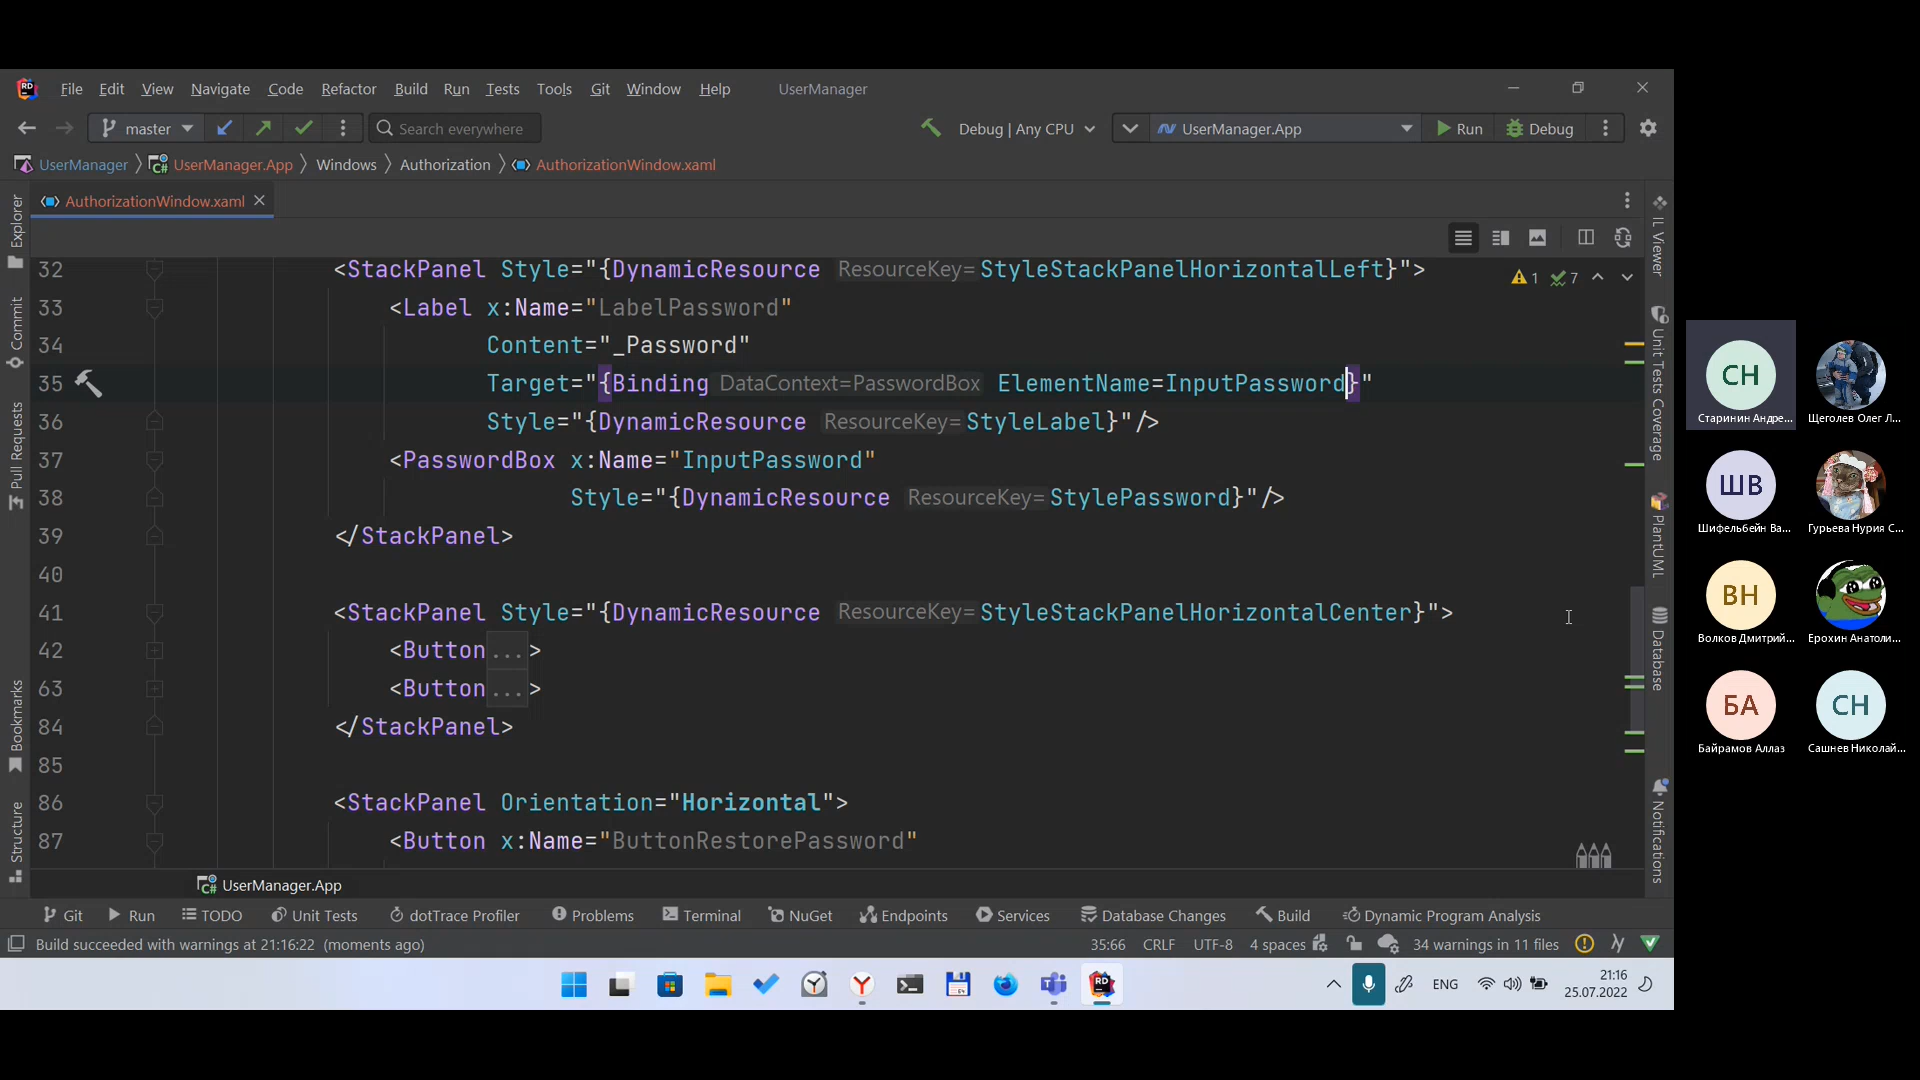 File Edit View Navigate Code Refactor Build Run Tests Tools Git Window Help UserManager
master Search everywhere Debug | Any CPU UserManager.App Run Debug
UserManager UserManager.App Windows Authorization AuthorizationWindow.xaml
AuthorizationWindow.xaml
32 <StackPanel Style="{DynamicResource ResourceKey= StyleStackPanelHorizontalLeft}">
1 7
33 <Label x:Name="LabelPassword"
34 Content="_Password"
35 Target="{Binding DataContext=PasswordBox ElementName=InputPassword}"
36 Style="{DynamicResource ResourceKey= StyleLabel}"/>
37 <PasswordBox x:Name="InputPassword"
38 Style="{DynamicResource ResourceKey= StylePassword}"/>
39 </StackPanel>
40
41 <StackPanel Style="{DynamicResource ResourceKey= StyleStackPanelHorizontalCenter}">
42 <Button...>
63 <Button...>
84 </StackPanel>
85
86 <StackPanel Orientation="Horizontal">
87 <Button x:Name="ButtonRestorePassword"
Explorer
Commit
Pull Requests
Bookmarks
Structure
IL Viewer
Unit Tests Coverage
PlantUML
Database
Notifications
UserManager.App
Git Run TODO Unit Tests dotTrace Profiler Problems Terminal NuGet Endpoints Services Database Changes Build Dynamic Program Analysis
Build succeeded with warnings at 21:16:22 (moments ago) 35:66 CRLF UTF-8 4 spaces 34 warnings in 11 files
ENG 21:16
25.07.2022
СН
Старинин Андре...
Щеголев Олег Л...
ШВ
Шифельбейн Ва...
Гурьева Нурия С...
ВН
Волков Дмитрий...
Ерохин Анатоли...
БА
Байрамов Аллаз
СН
Сашнев Николай...